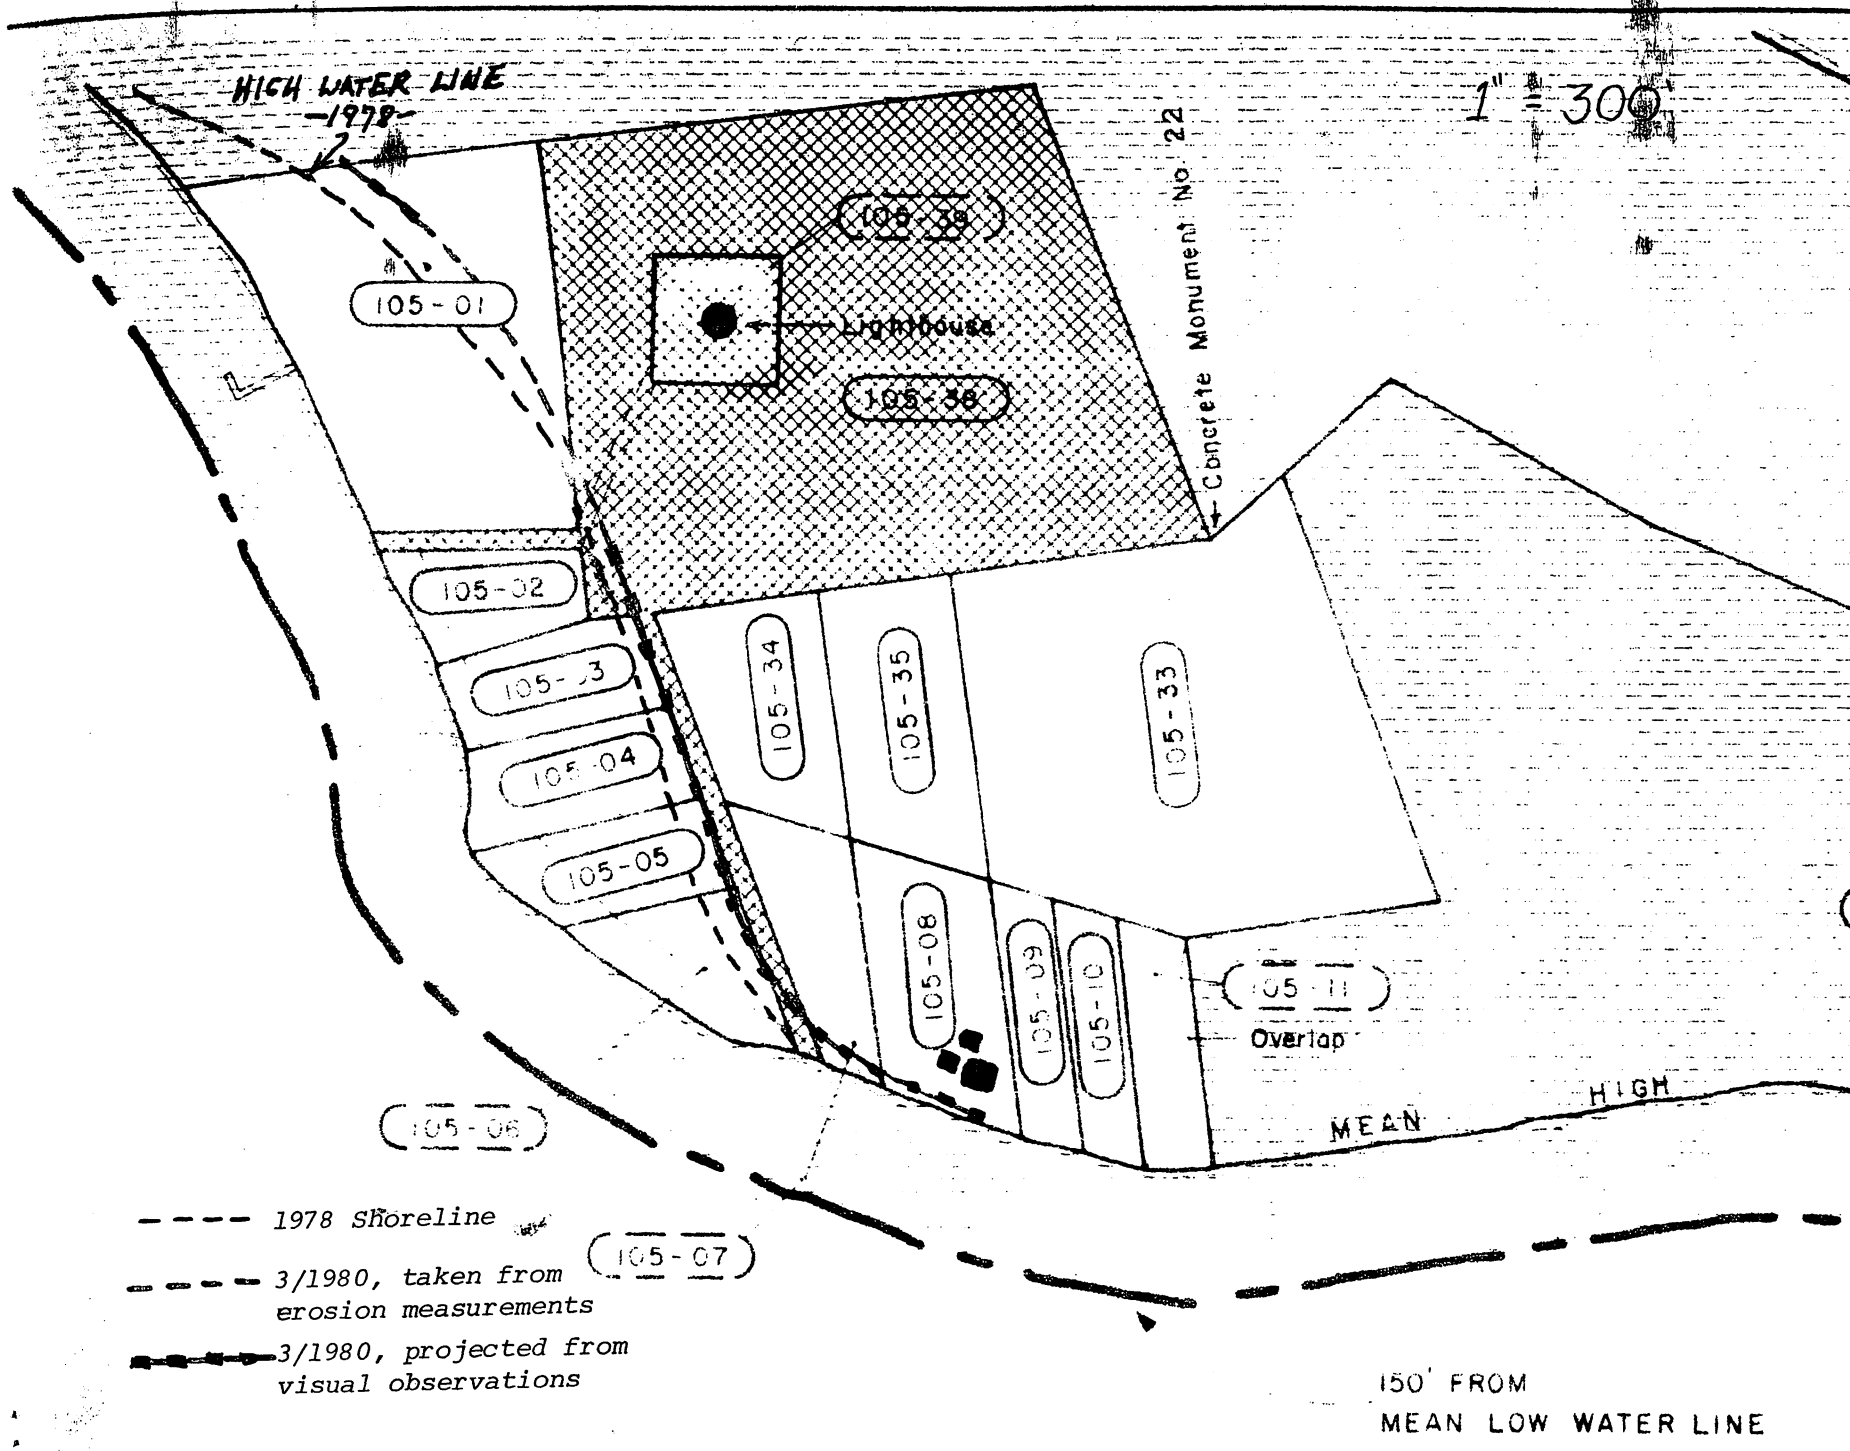 HIGH WATER LINE
-1978-
1" = 300'
Concrete Monument No. 22
105-39
105-01
Lighthouse
105-38
105-02
105-34
105-35
105-33
105-04
105-05
105-08
105-09
105-10
105-11
Overlap
MEAN HIGH
105-06
105-07
1978 Shoreline
3/1980, taken from
erosion measurements
3/1980, projected from
visual observations
150' FROM
MEAN LOW WATER LINE